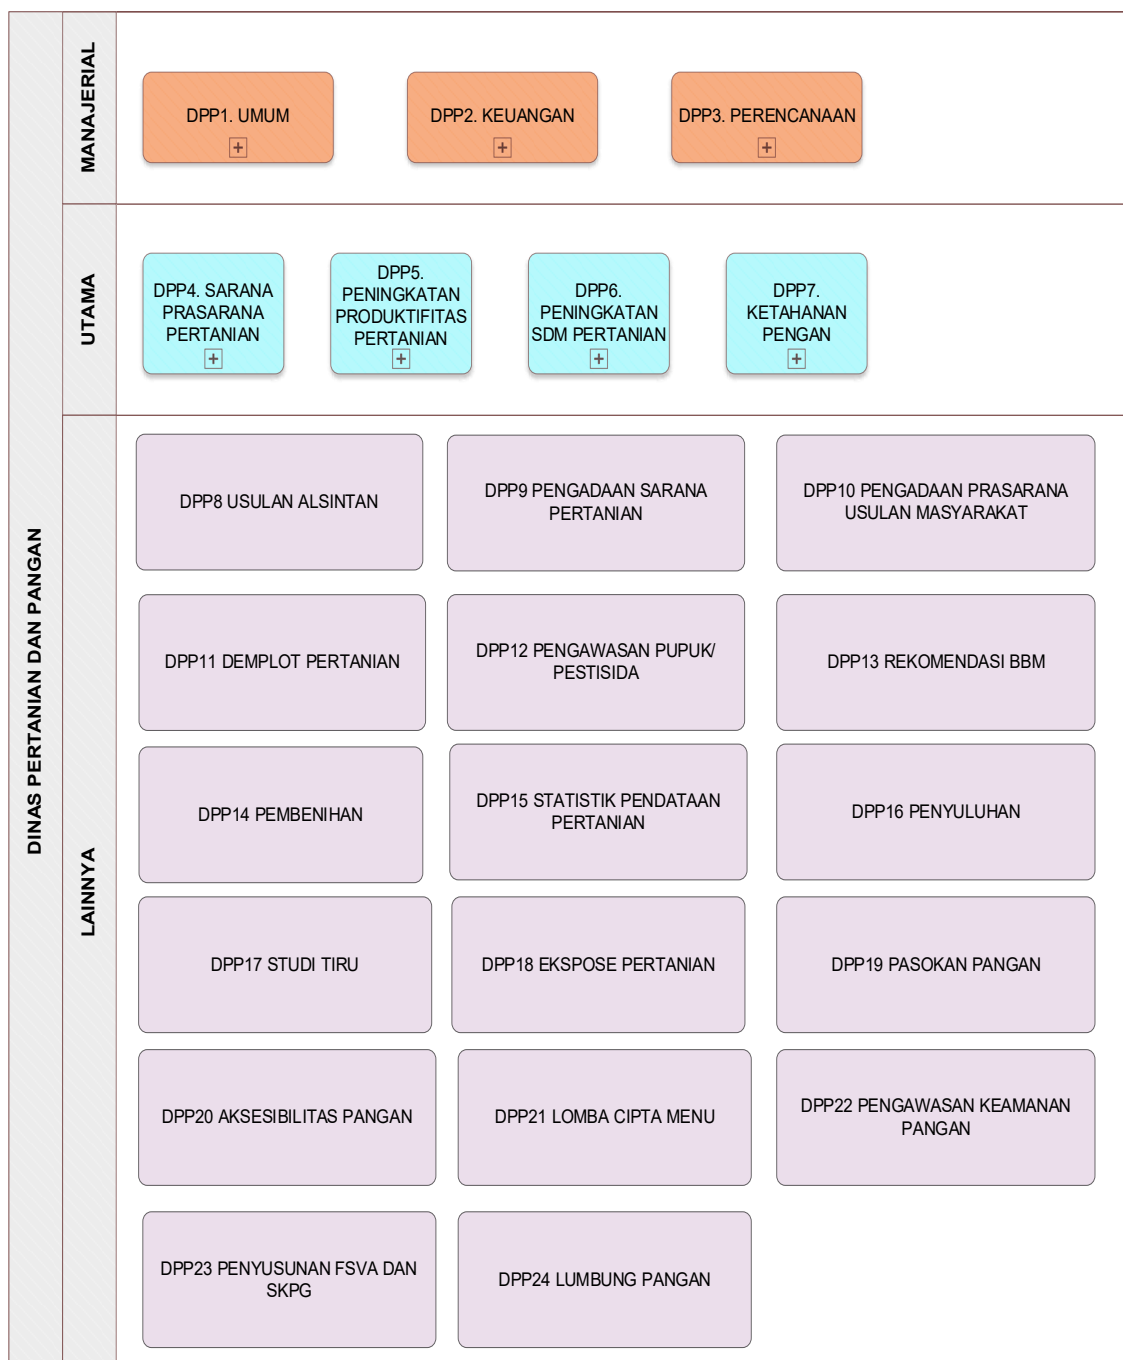 DINAS PERTANIAN DAN PANGAN
MANAJERIAL
DPP1. UMUM
DPP2. KEUANGAN
DPP3. PERENCANAAN
UTAMA
DPP4. SARANA
PRASARANA
PERTANIAN
DPP5.
PENINGKATAN
PRODUKTIFITAS
PERTANIAN
DPP6.
PENINGKATAN
SDM PERTANIAN
DPP7.
KETAHANAN
PENGAN
LAINNYA
DPP8 USULAN ALSINTAN
DPP9 PENGADAAN SARANA
PERTANIAN
DPP10 PENGADAAN PRASARANA
USULAN MASYARAKAT
DPP11 DEMPLOT PERTANIAN
DPP12 PENGAWASAN PUPUK/
PESTISIDA
DPP13 REKOMENDASI BBM
DPP14 PEMBENIHAN
DPP15 STATISTIK PENDATAAN
PERTANIAN
DPP16 PENYULUHAN
DPP17 STUDI TIRU
DPP18 EKSPOSE PERTANIAN
DPP19 PASOKAN PANGAN
DPP20 AKSESIBILITAS PANGAN
DPP21 LOMBA CIPTA MENU
DPP22 PENGAWASAN KEAMANAN
PANGAN
DPP23 PENYUSUNAN FSVA DAN
SKPG
DPP24 LUMBUNG PANGAN